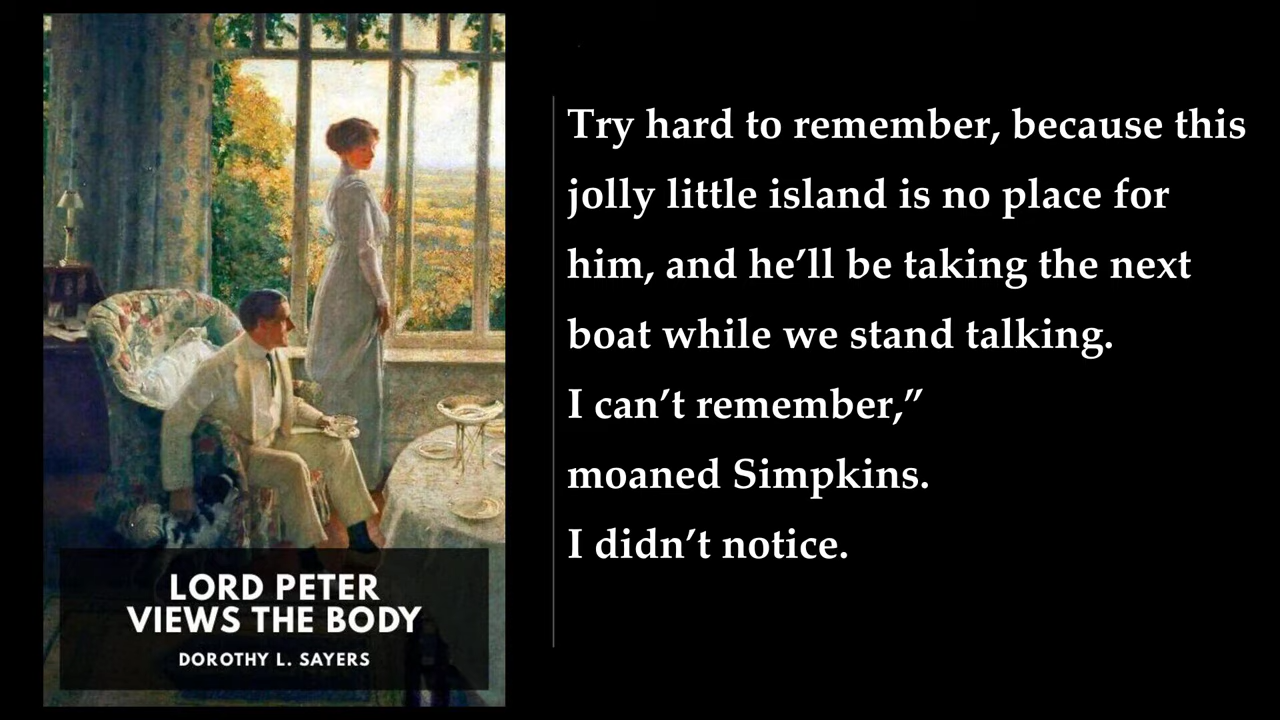 LORD PETER
VIEWS THE BODY
DOROTHY L. SAYERS
Try hard to remember, because this
jolly little island is no place for
him, and he’ll be taking the next
boat while we stand talking.
I can’t remember,”
moaned Simpkins.
I didn’t notice.